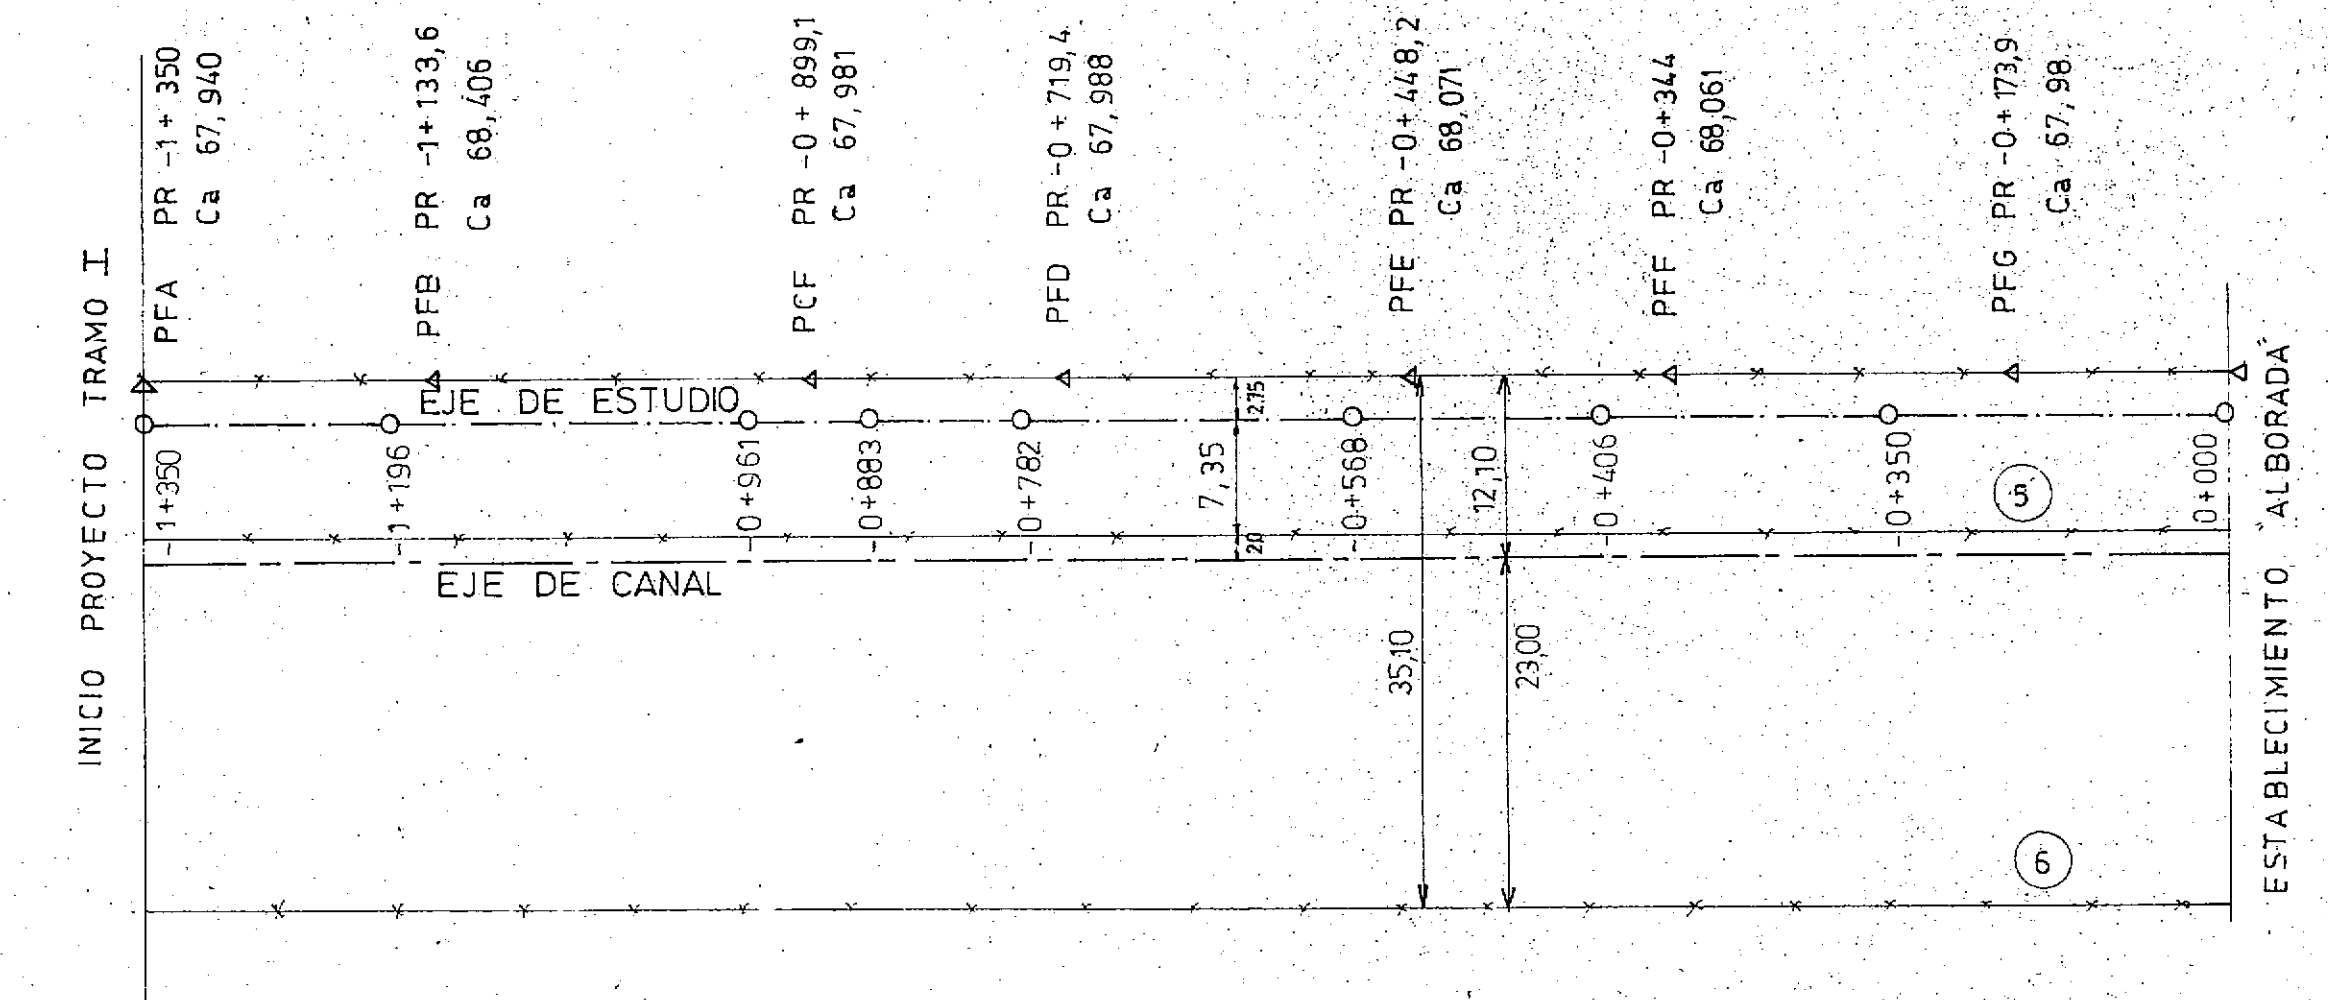 INICIO PROYECTO TRAMO I
PFA PR -1+350
Ca 67,940
PFB PR -1+133,6
Ca 68,406
PCF PR -0+899,1
Ca 67,981
PFD PR -0+719,4
Ca 67,988
PFE PR -0+448,2
Ca 68,071
PFF PR -0+344
Ca 68,061
PFG PR -0+173,9
Ca 67,98
EJE DE ESTUDIO
2.75
-1+350
-1+196
-0+961
-0+883
-0+782
7,35
-0+568
12,10
-0+406
-0+350
5
0+000
20
EJE DE CANAL
35,10
23,00
6
ESTABLECIMIENTO "ALBORADA"